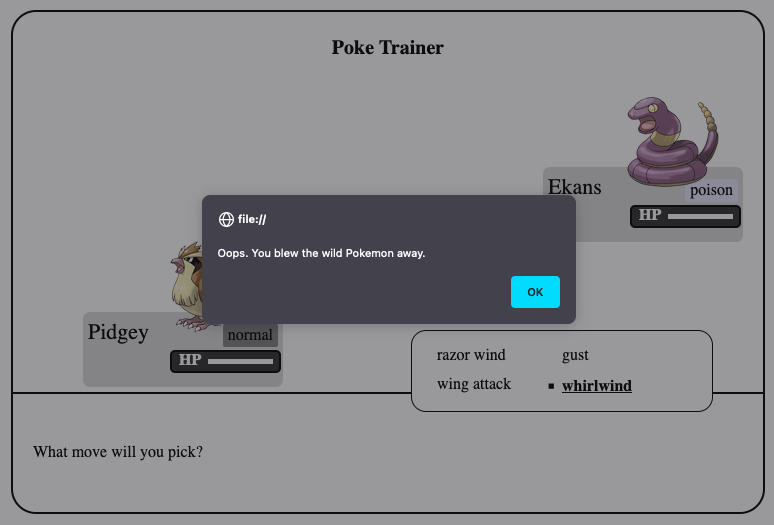 Poke Trainer
Ekans
poison
HP
file://
Oops. You blew the wild Pokemon away.
OK
Pidgey
normal
HP
razor wind gust
wing attack whirlwind
What move will you pick?